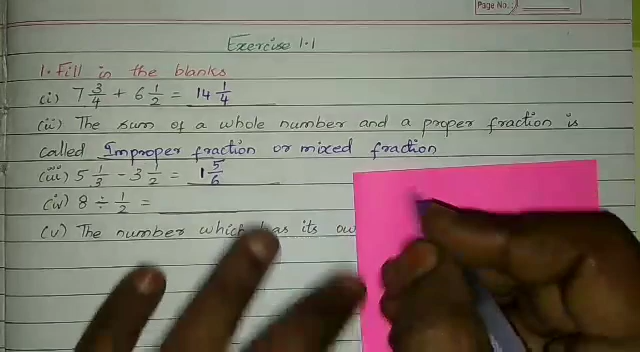 Page No.:
Exercise 1.1
1. Fill in the blanks
(i) 7 3/4 + 6 1/2 = 14 1/4
(ii) The sum of a whole number and a proper fraction is
called Improper fraction or mixed fraction
(iii) 5 1/3 - 3 1/2 = 1 5/6
(iv) 8 ÷ 1/2 =
(v) The number which has its